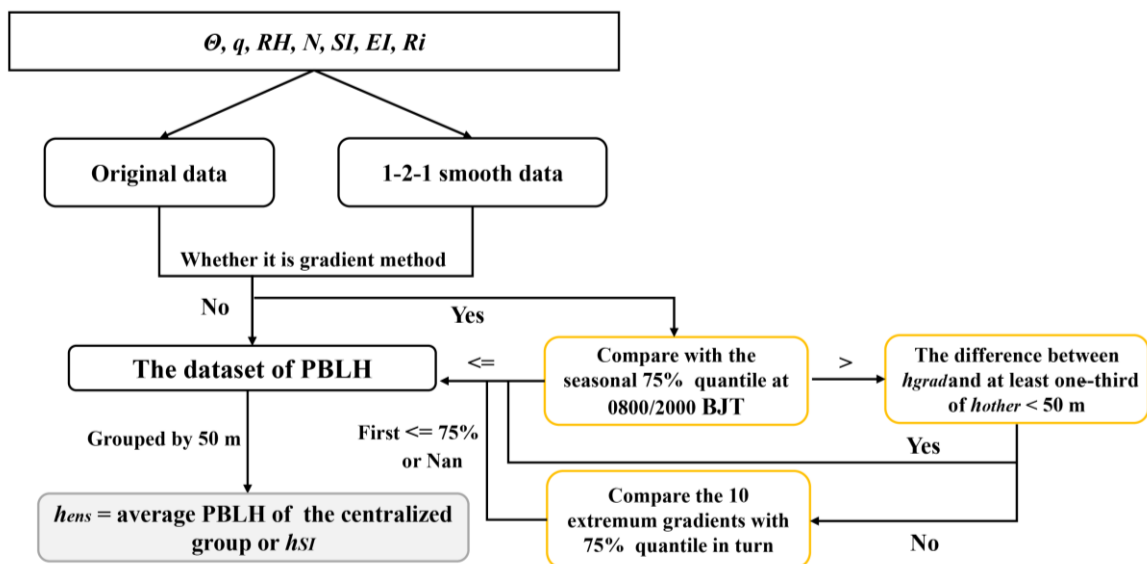 Θ, q, RH, N, SI, EI, Ri
Original data
1-2-1 smooth data
Whether it is gradient method
No
Yes
The dataset of PBLH
<=
Compare with the
seasonal 75% quantile at
0800/2000 BJT
>
The difference between
hgradand at least one-third
of hother < 50 m
Grouped by 50 m
First <= 75%
or Nan
Yes
hens = average PBLH of the centralized
group or hSI
Compare the 10
extremum gradients with
75% quantile in turn
No